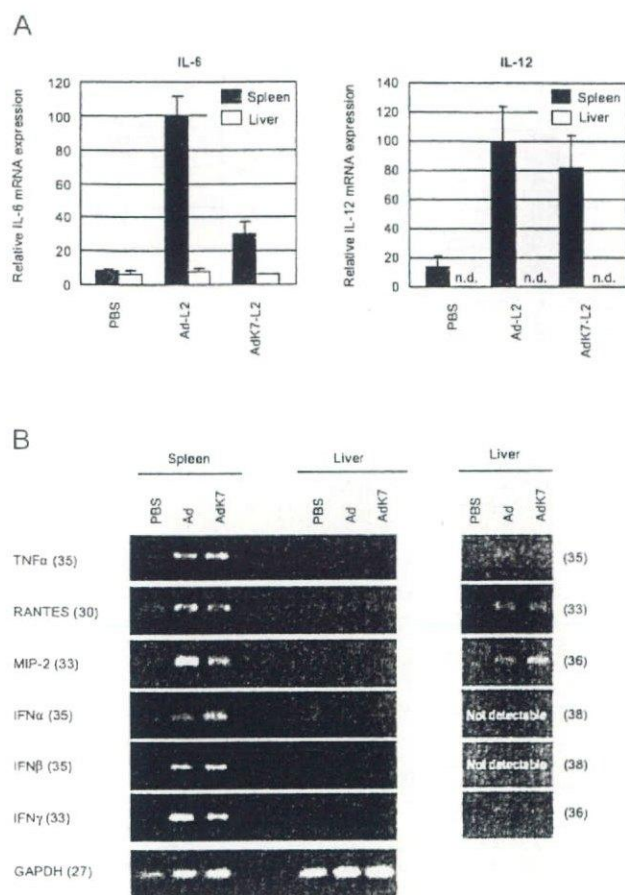 A
IL-6
Relative IL-6 mRNA expression
120
100
80
60
40
20
0
Spleen
Liver
PBS
Ad-L2
AdK7-L2
IL-12
Relative IL-12 mRNA expression
140
120
100
80
60
40
20
0
Spleen
Liver
n.d.
n.d.
n.d.
PBS
Ad-L2
AdK7-L2
B
Spleen
Liver
Liver
PBS
Ad
AdK7
PBS
Ad
AdK7
PBS
Ad
AdK7
TNFα (35)
(35)
RANTES (30)
(33)
MIP-2 (33)
(36)
IFNα (35)
Not detectable
(38)
IFNβ (35)
Not detectable
(38)
IFNγ (33)
(36)
GAPDH (27)